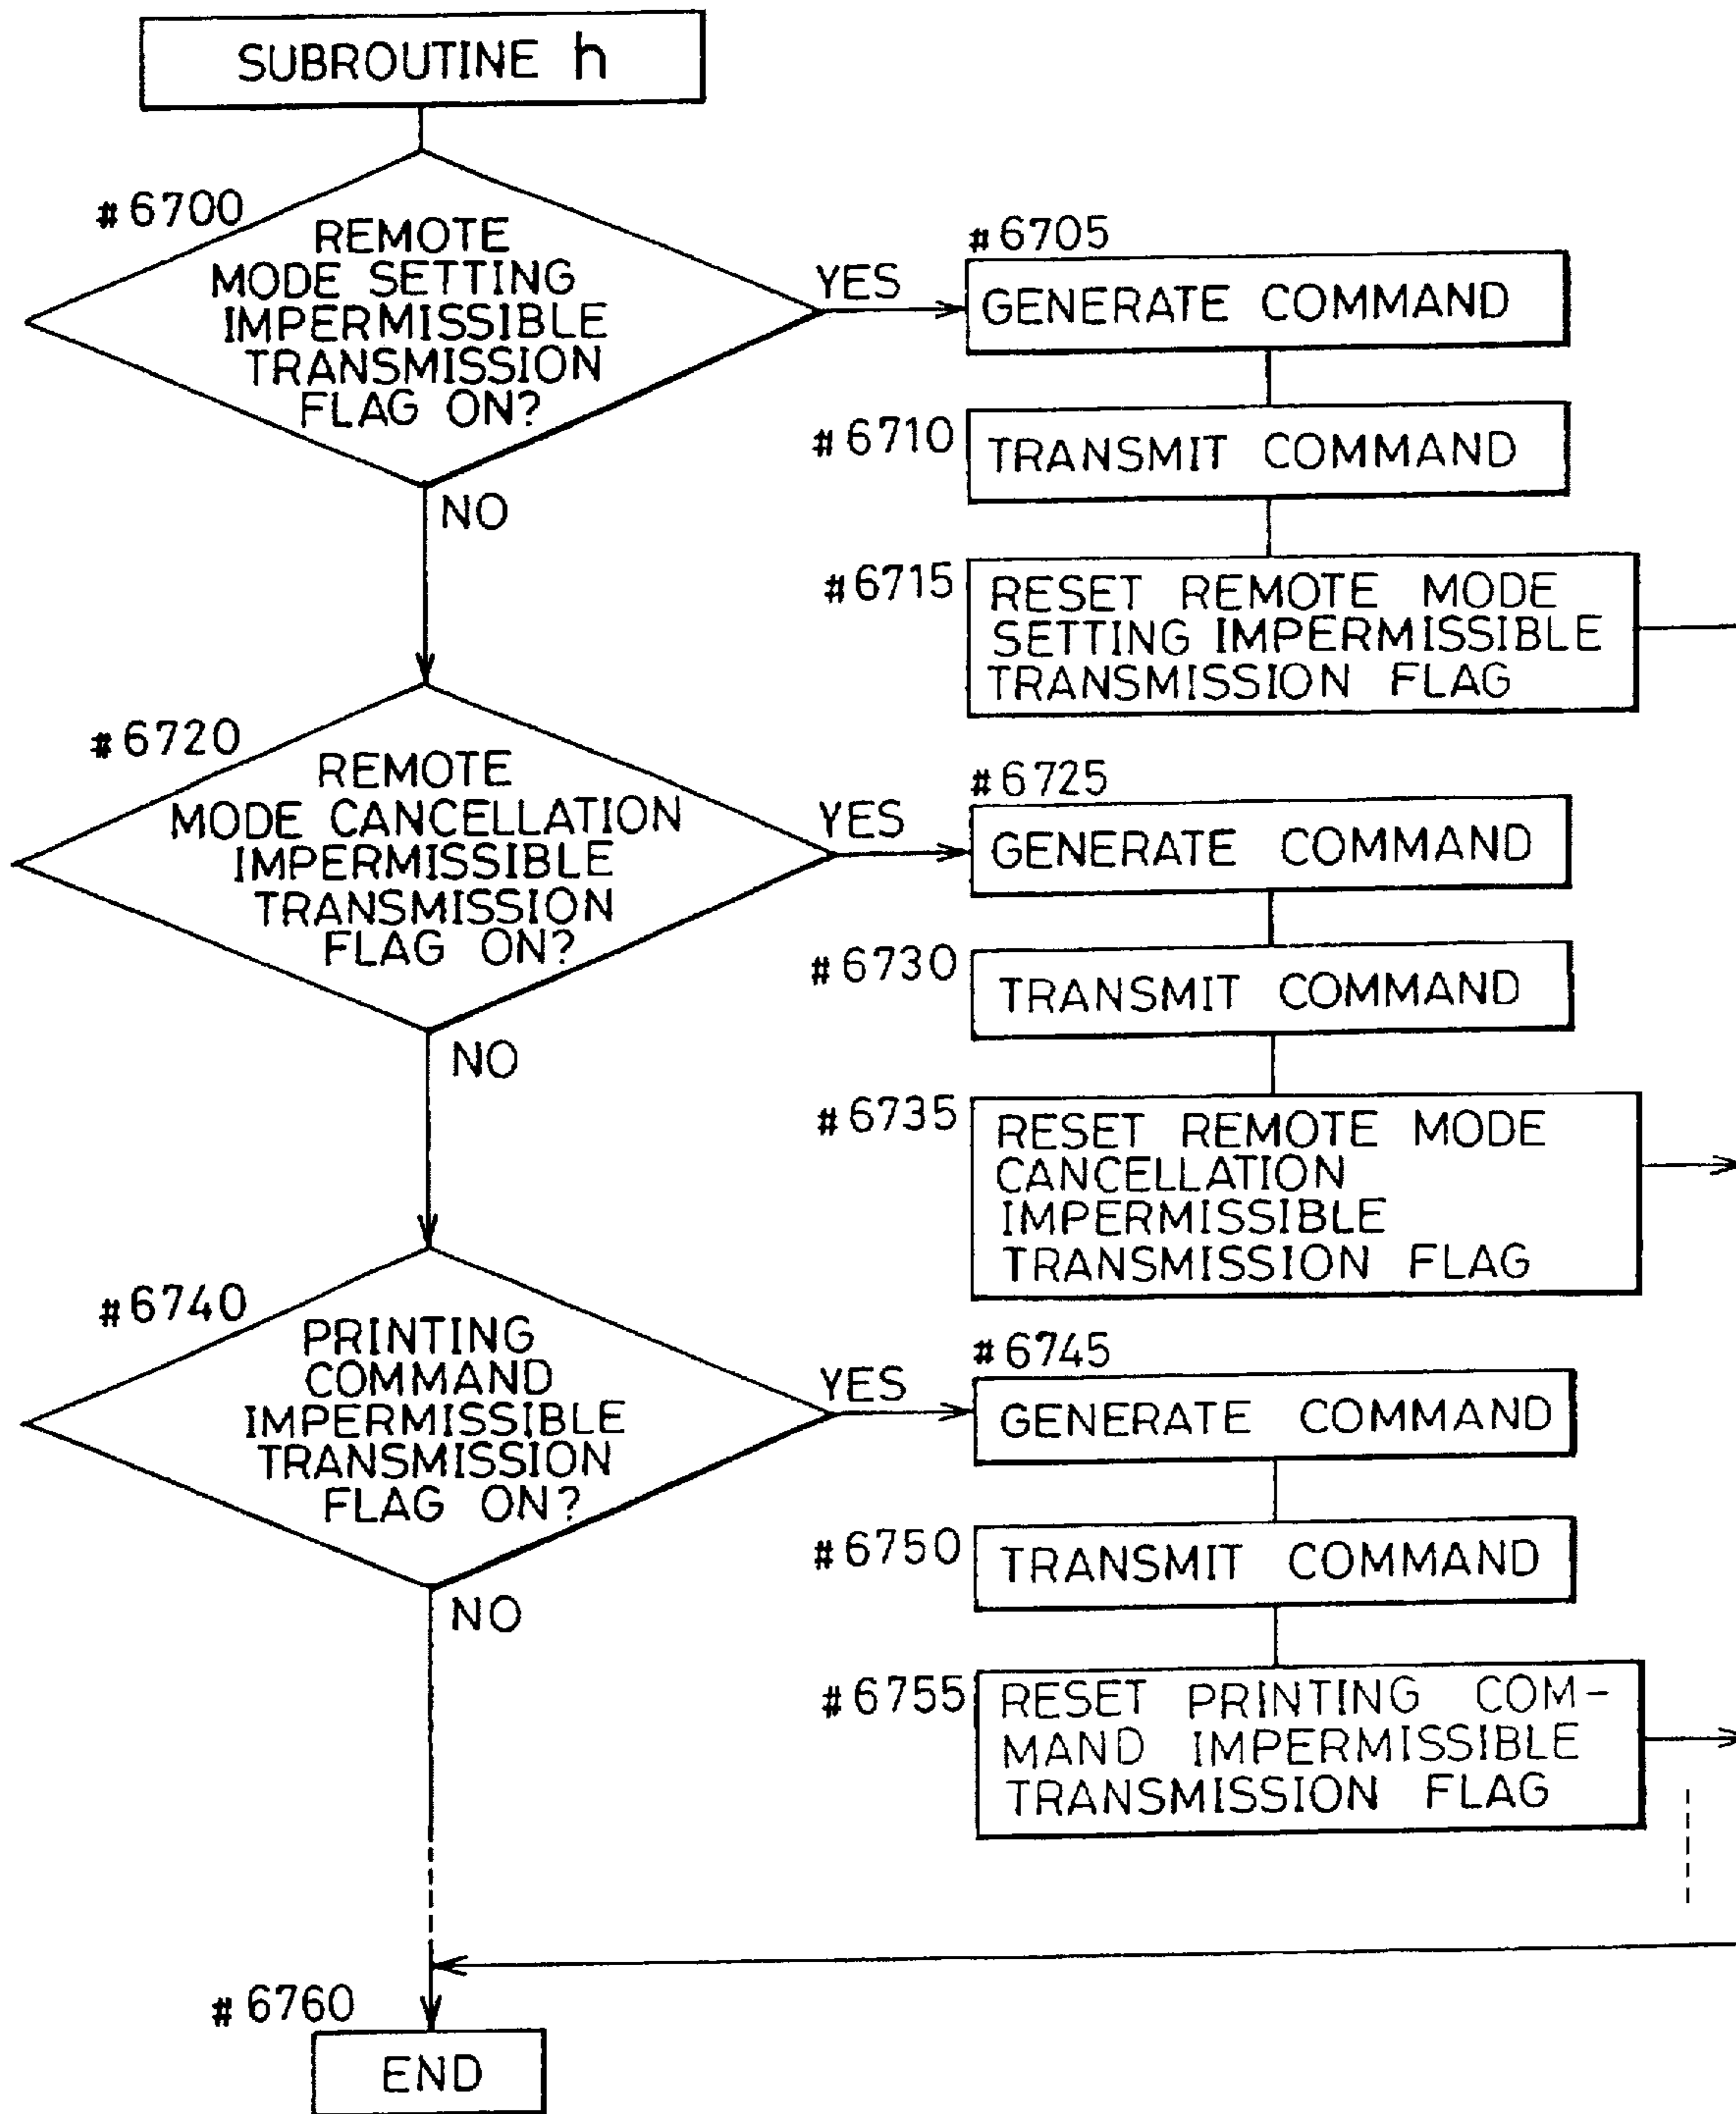 SUBROUTINE h
#6700
REMOTE
MODE SETTING
IMPERMISSIBLE
TRANSMISSION
FLAG ON?
YES
NO
#6705
GENERATE COMMAND
#6710
TRANSMIT COMMAND
#6715
RESET REMOTE MODE
SETTING IMPERMISSIBLE
TRANSMISSION FLAG
#6720
REMOTE
MODE CANCELLATION
IMPERMISSIBLE
TRANSMISSION
FLAG ON?
YES
NO
#6725
GENERATE COMMAND
#6730
TRANSMIT COMMAND
#6735
RESET REMOTE MODE
CANCELLATION
IMPERMISSIBLE
TRANSMISSION FLAG
#6740
PRINTING
COMMAND
IMPERMISSIBLE
TRANSMISSION
FLAG ON?
YES
NO
#6745
GENERATE COMMAND
#6750
TRANSMIT COMMAND
#6755
RESET PRINTING COM-
MAND IMPERMISSIBLE
TRANSMISSION FLAG
#6760
END